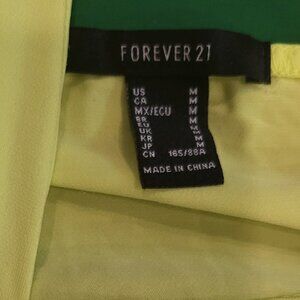 FOREVER 21
US M
CA M
MX/ECU M
BR M
EU M
UK M
KR M
JP M
CN 165/88A
MADE IN CHINA